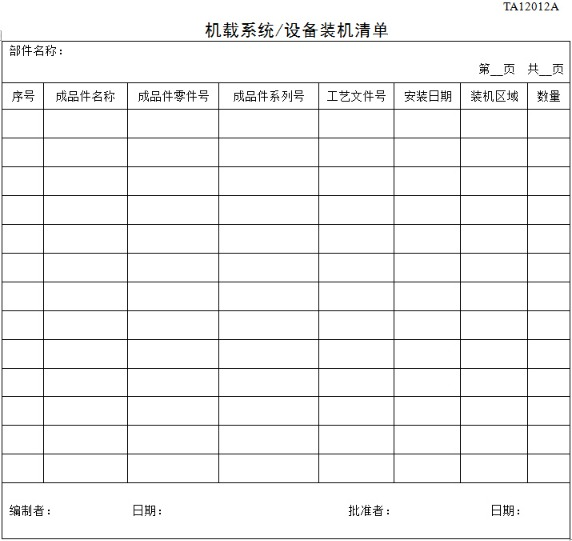 TA12012A
机载系统/设备装机清单
部件名称：
第__页 共__页
序号 成品件名称 成品件零件号 成品件系列号 工艺文件号 安装日期 装机区域 数量
编制者： 日期： 批准者： 日期：